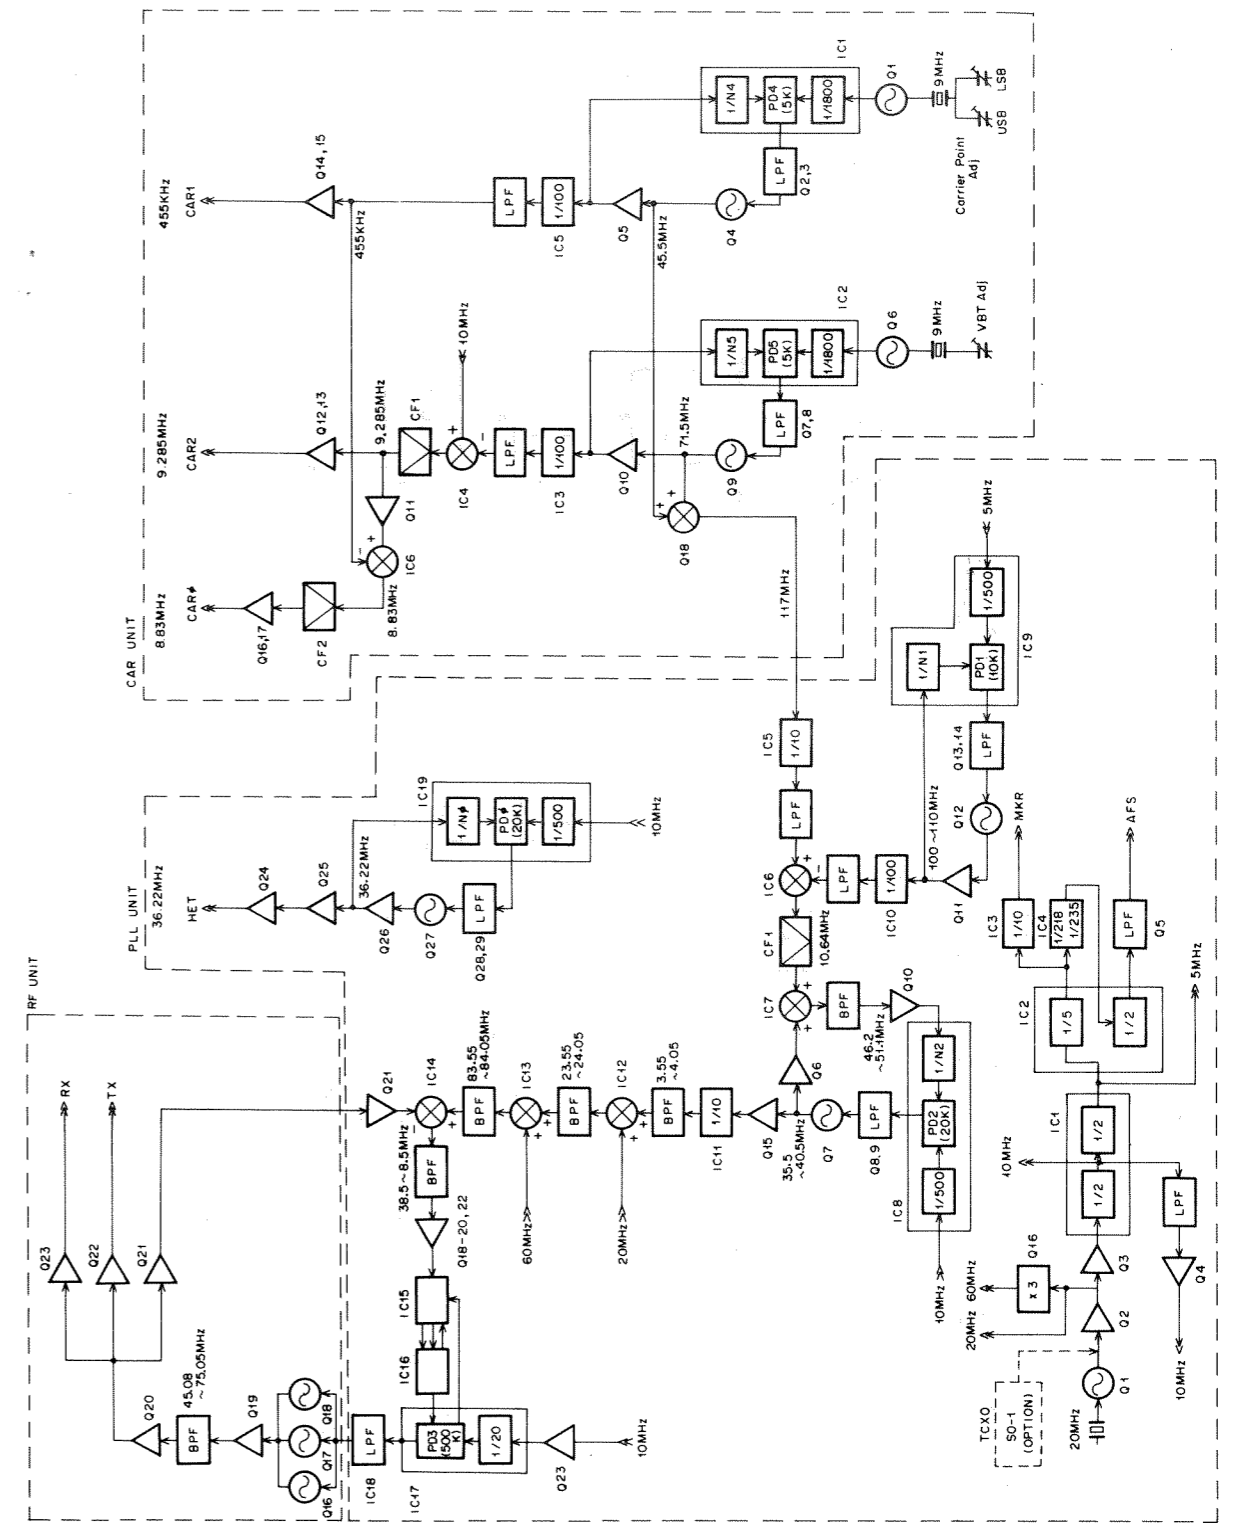 RF UNIT
PLL UNIT
CAR UNIT
RX
TX
Q23
Q22
Q21
Q20
BPF
45.08
~75.05MHz
Q19
Q16
Q17
Q18
LPF
IC18
IC17
PD3
(500
K)
1/20
Q23
10MHz
IC16
IC15
Q18-20, 22
BPF
38.5~8.5MHz
Q21
IC14
-
+
BPF
83.55
~84.05MHz
IC13
+
+
60MHz
BPF
23.55
~24.05
IC12
+
+
20MHz
BPF
3.55
~4.05
1/10
IC11
Q15
35.5
~40.5MHz
Q6
Q7
LPF
Q8,9
PD2
(20K)
1/N2
1/500
IC8
10MHz
Q10
46.2
~51.1MHz
BPF
IC7
+
+
CF1
10.64MHz
IC6
+
-
LPF
1/10
IC5
117MHz
LPF
1/100
IC10
100~110MHz
Q11
Q12
Q13,14
LPF
PD1
(10K)
1/N1
1/500
IC9
5MHz
36.22MHz
HET
Q24
Q25
36.22MHz
Q26
Q27
LPF
Q28,29
IC19
1/Nφ
PDφ
(20K)
1/500
10MHz
8.83MHz
CARφ
Q16,17
CF2
8.83MHz
IC6
-
+
Q11
9.285MHz
CAR2
Q12,13
9.285MHz
CF1
IC4
+
-
10MHz
LPF
1/100
IC3
Q10
71.5MHz
Q18
+
+
Q9
LPF
Q7,8
IC2
1/N5
PD5
(5K)
1/1800
Q6
9MHz
VBT Adj
455KHz
CAR1
Q14,15
455KHz
LPF
1/100
IC5
Q5
45.5MHz
Q4
LPF
Q2,3
IC1
1/N4
PD4
(5K)
1/1800
Q1
9MHz
USB
LSB
Carrier Point
Adj
MKR
AFS
IC3
1/10
IC4
1/218
1/235
LPF
Q5
IC2
1/5
1/2
5MHz
IC1
1/2
1/2
10MHz
LPF
Q4
10MHz
Q3
Q16
x3
60MHz
20MHz
Q2
Q1
20MHz
TCXO
SO-1
(OPTION)